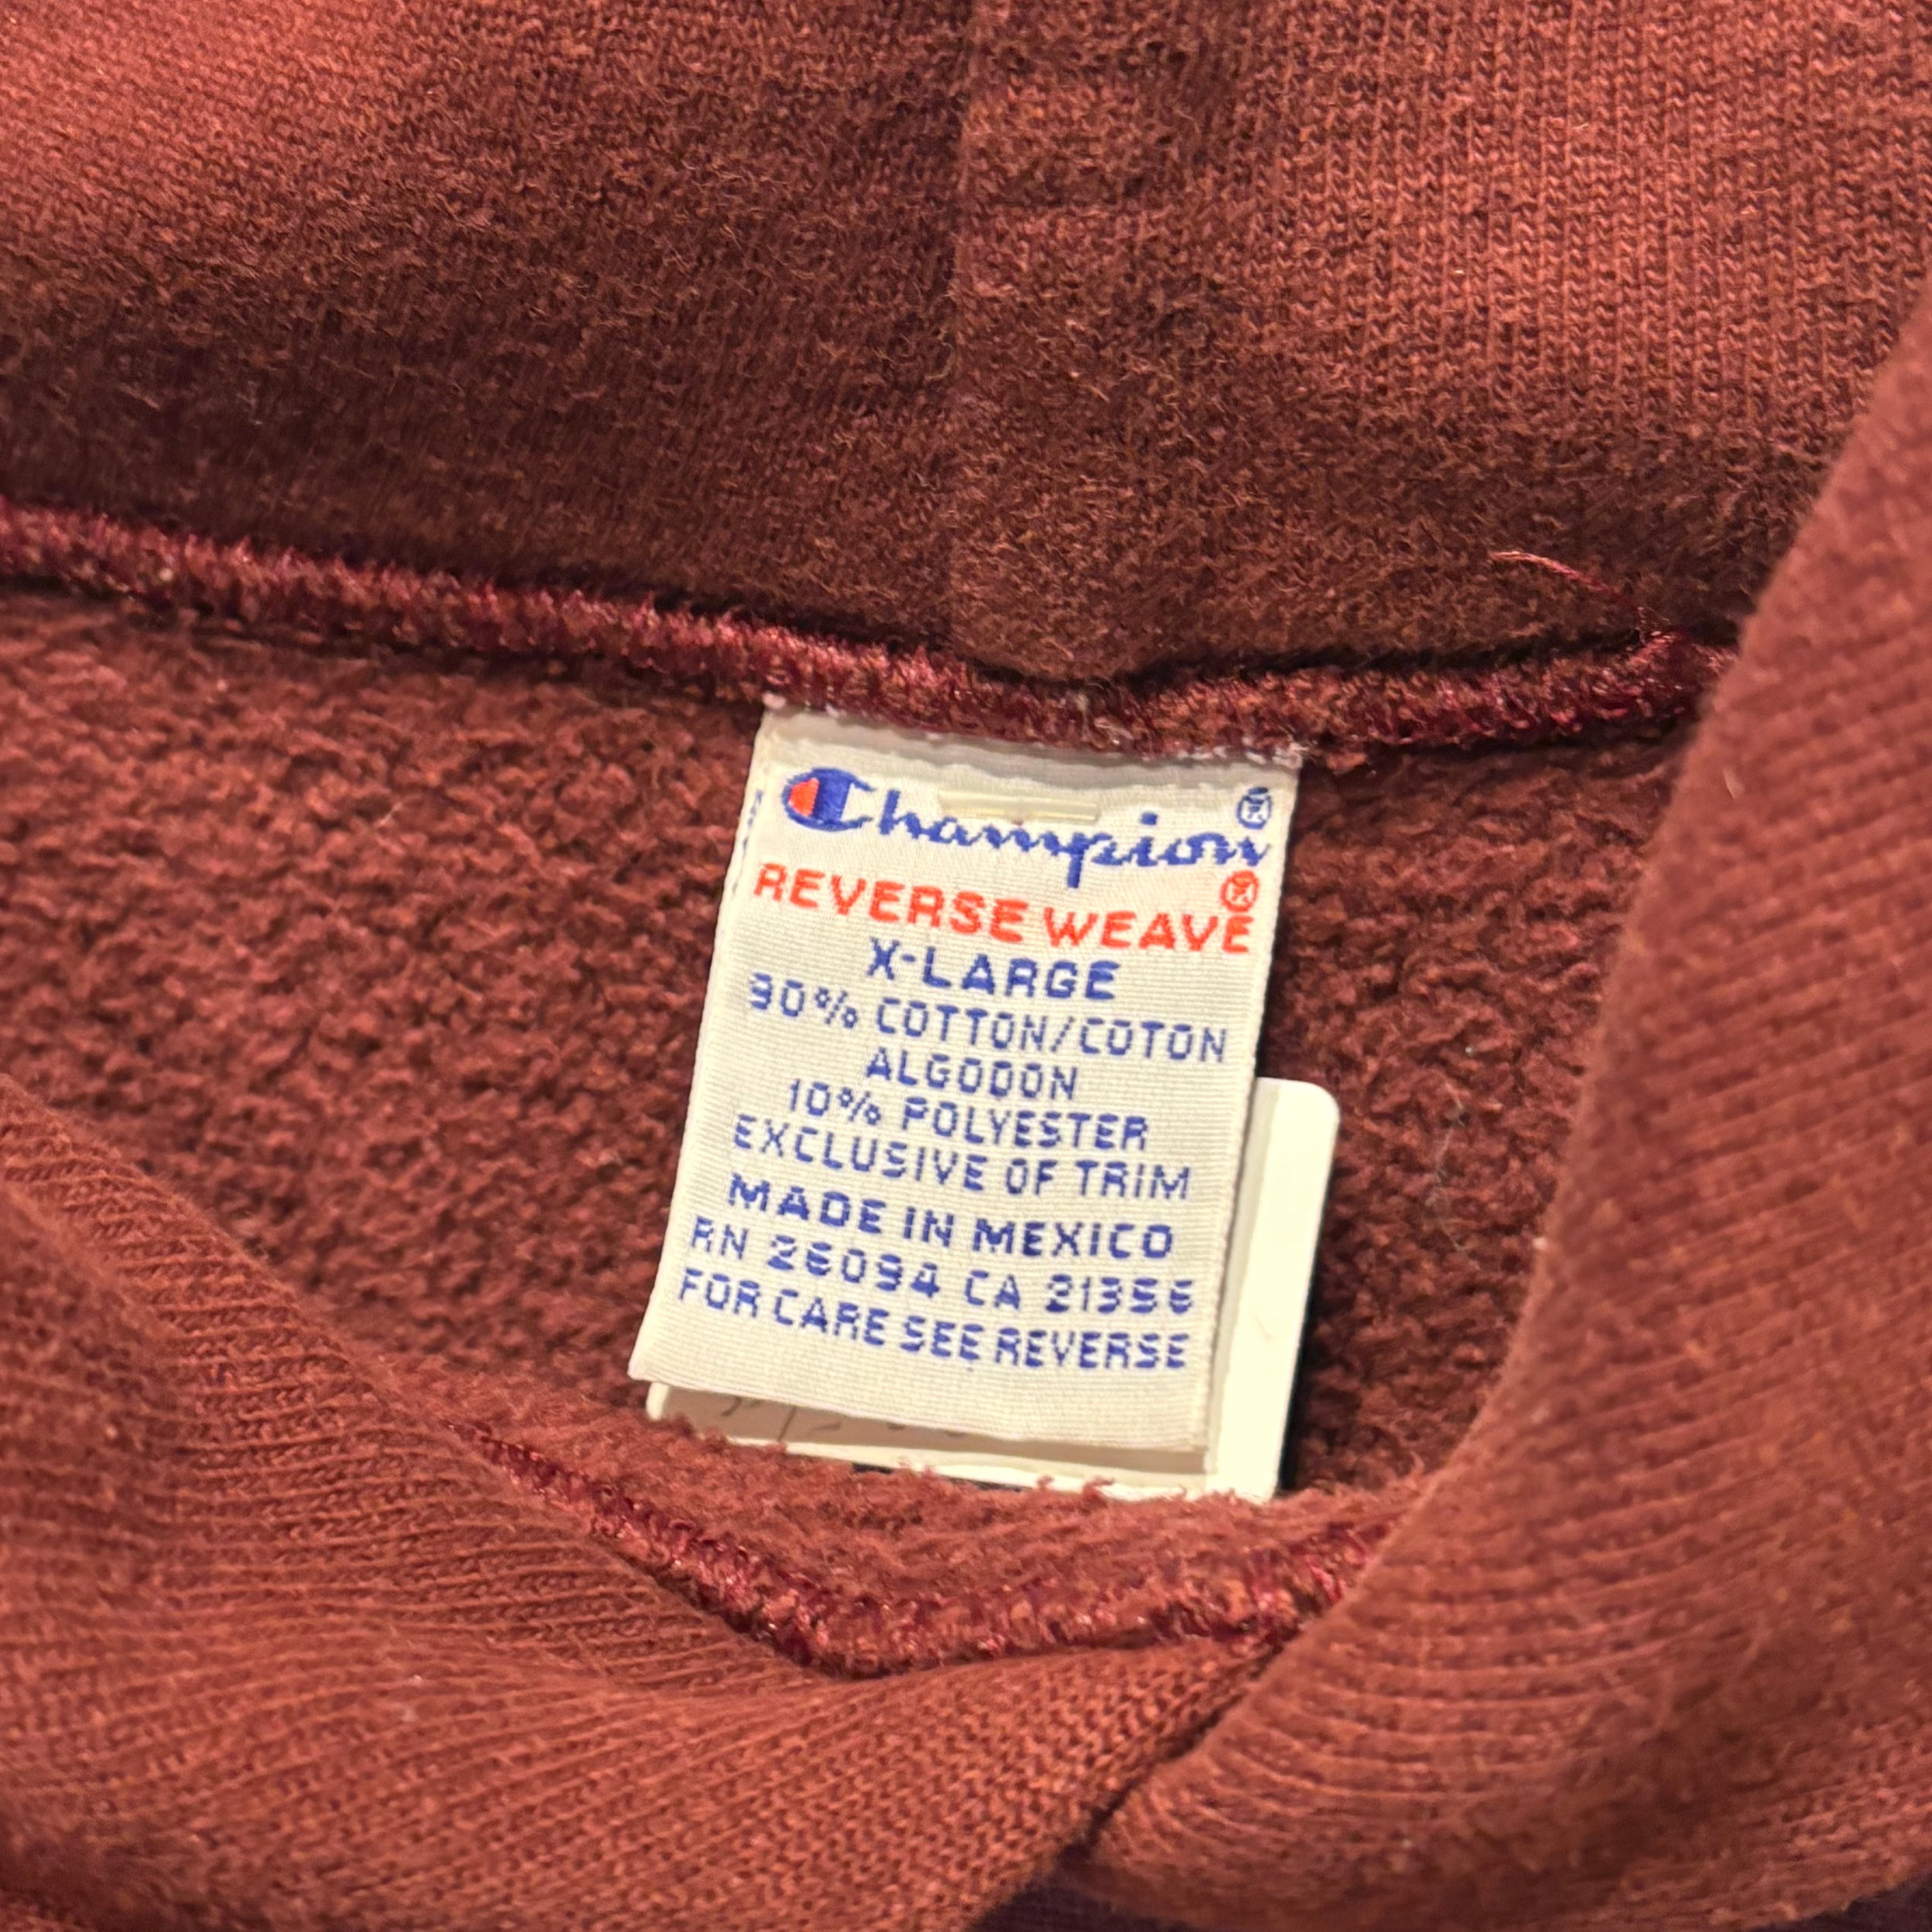 Champion®
REVERSE WEAVE®
X-LARGE
90% COTTON/COTON
ALGODON
10% POLYESTER
EXCLUSIVE OF TRIM
MADE IN MEXICO
RN 26094 CA 21356
FOR CARE SEE REVERSE